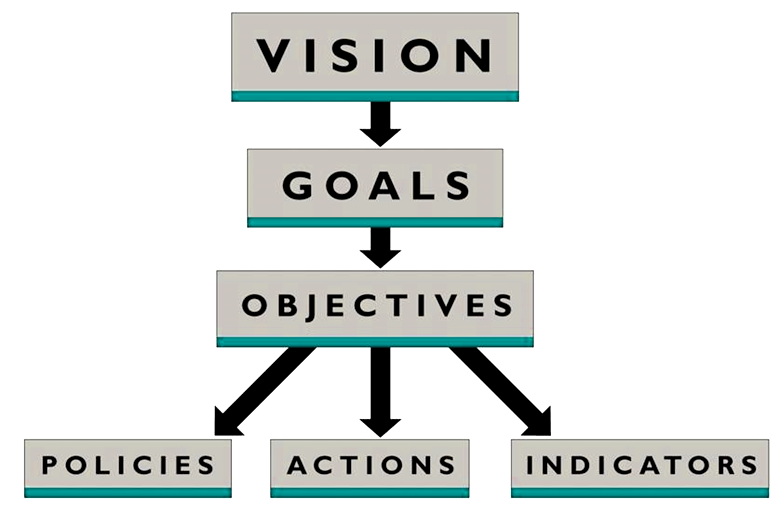 VISION
GOALS
OBJECTIVES
POLICIES
ACTIONS
INDICATORS